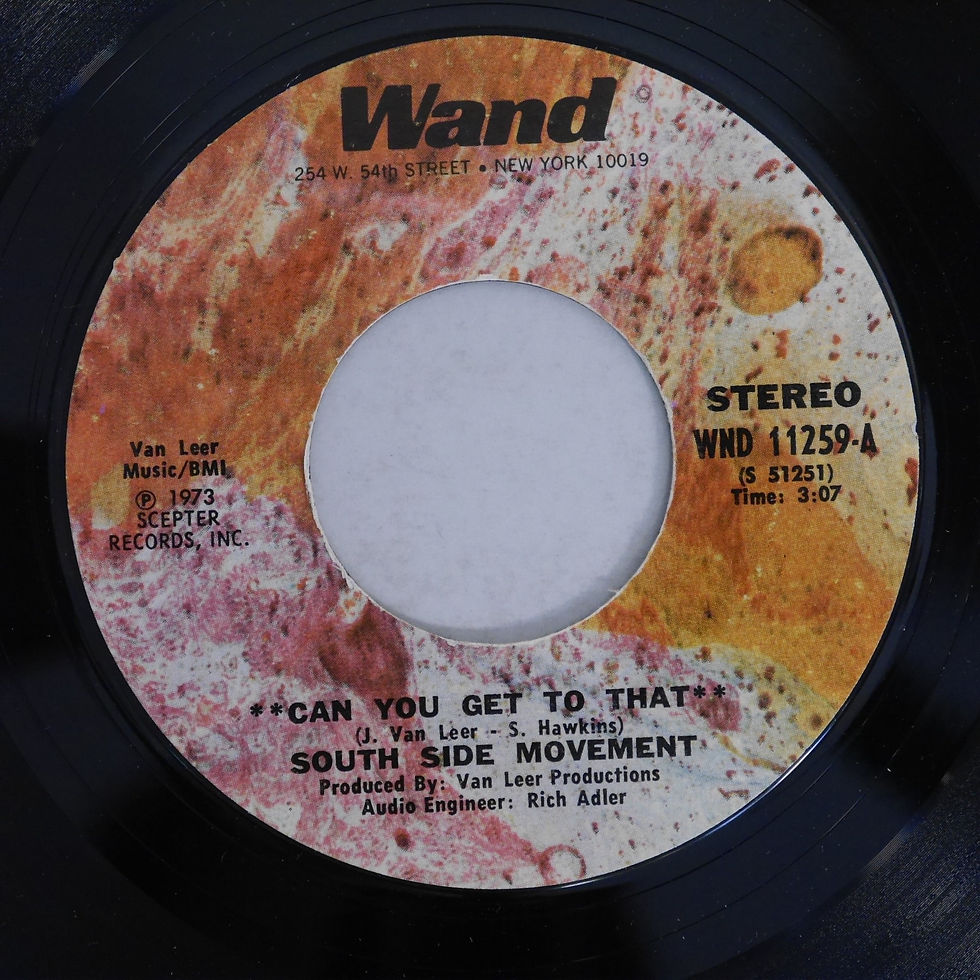 Wand
254 W. 54th STREET • NEW YORK 10019
STEREO
WND 11259-A
(S 51251)
Time: 3:07
Van Leer
Music/BMI
℗ 1973
SCEPTER
RECORDS, INC.
**CAN YOU GET TO THAT**
(J. Van Leer - S. Hawkins)
SOUTH SIDE MOVEMENT
Produced By: Van Leer Productions
Audio Engineer: Rich Adler